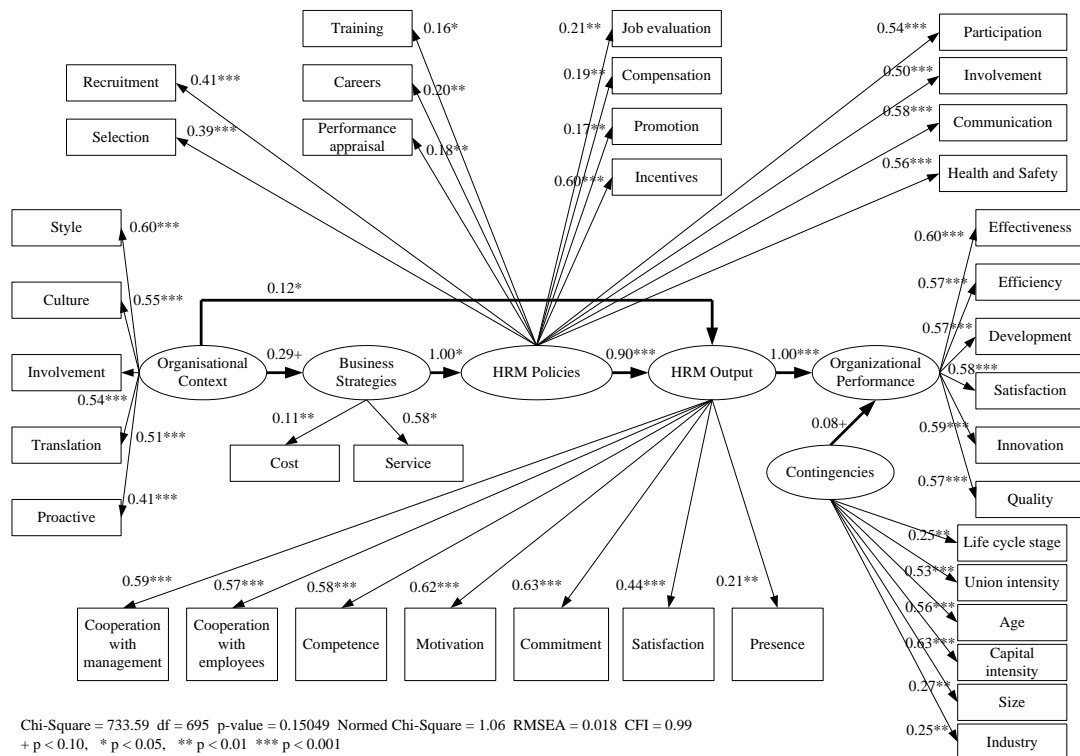 Training
0.16*
Recruitment
0.41***
Careers
0.20**
Selection
0.39***
Performance
appraisal
0.18**
0.21**
Job evaluation
0.19**
Compensation
0.17**
Promotion
0.60***
Incentives
0.54***
Participation
0.50***
Involvement
0.58***
Communication
0.56***
Health and Safety
Style
0.60***
Culture
0.55***
Involvement
0.54***
Translation
0.51***
Proactive
0.41***
0.12*
Organisational
Context
0.29+
Business
Strategies
1.00*
HRM Policies
0.90***
HRM Output
1.00***
Organizational
Performance
0.11**
0.58*
Cost
Service
0.08+
Contingencies
Effectiveness
0.60***
Efficiency
0.57***
Development
0.57***
Satisfaction
0.58***
Innovation
0.59***
Quality
0.57***
0.25**
Life cycle stage
0.53***
Union intensity
0.56***
Age
0.63***
Capital
intensity
0.27**
Size
0.25**
Industry
0.59***
0.57***
0.58***
0.62***
0.63***
0.44***
0.21**
Cooperation
with
management
Cooperation
with
employees
Competence
Motivation
Commitment
Satisfaction
Presence
Chi-Square = 733.59 df = 695 p-value = 0.15049 Normed Chi-Square = 1.06 RMSEA = 0.018 CFI = 0.99
+ p < 0.10, * p < 0.05, ** p < 0.01 *** p < 0.001